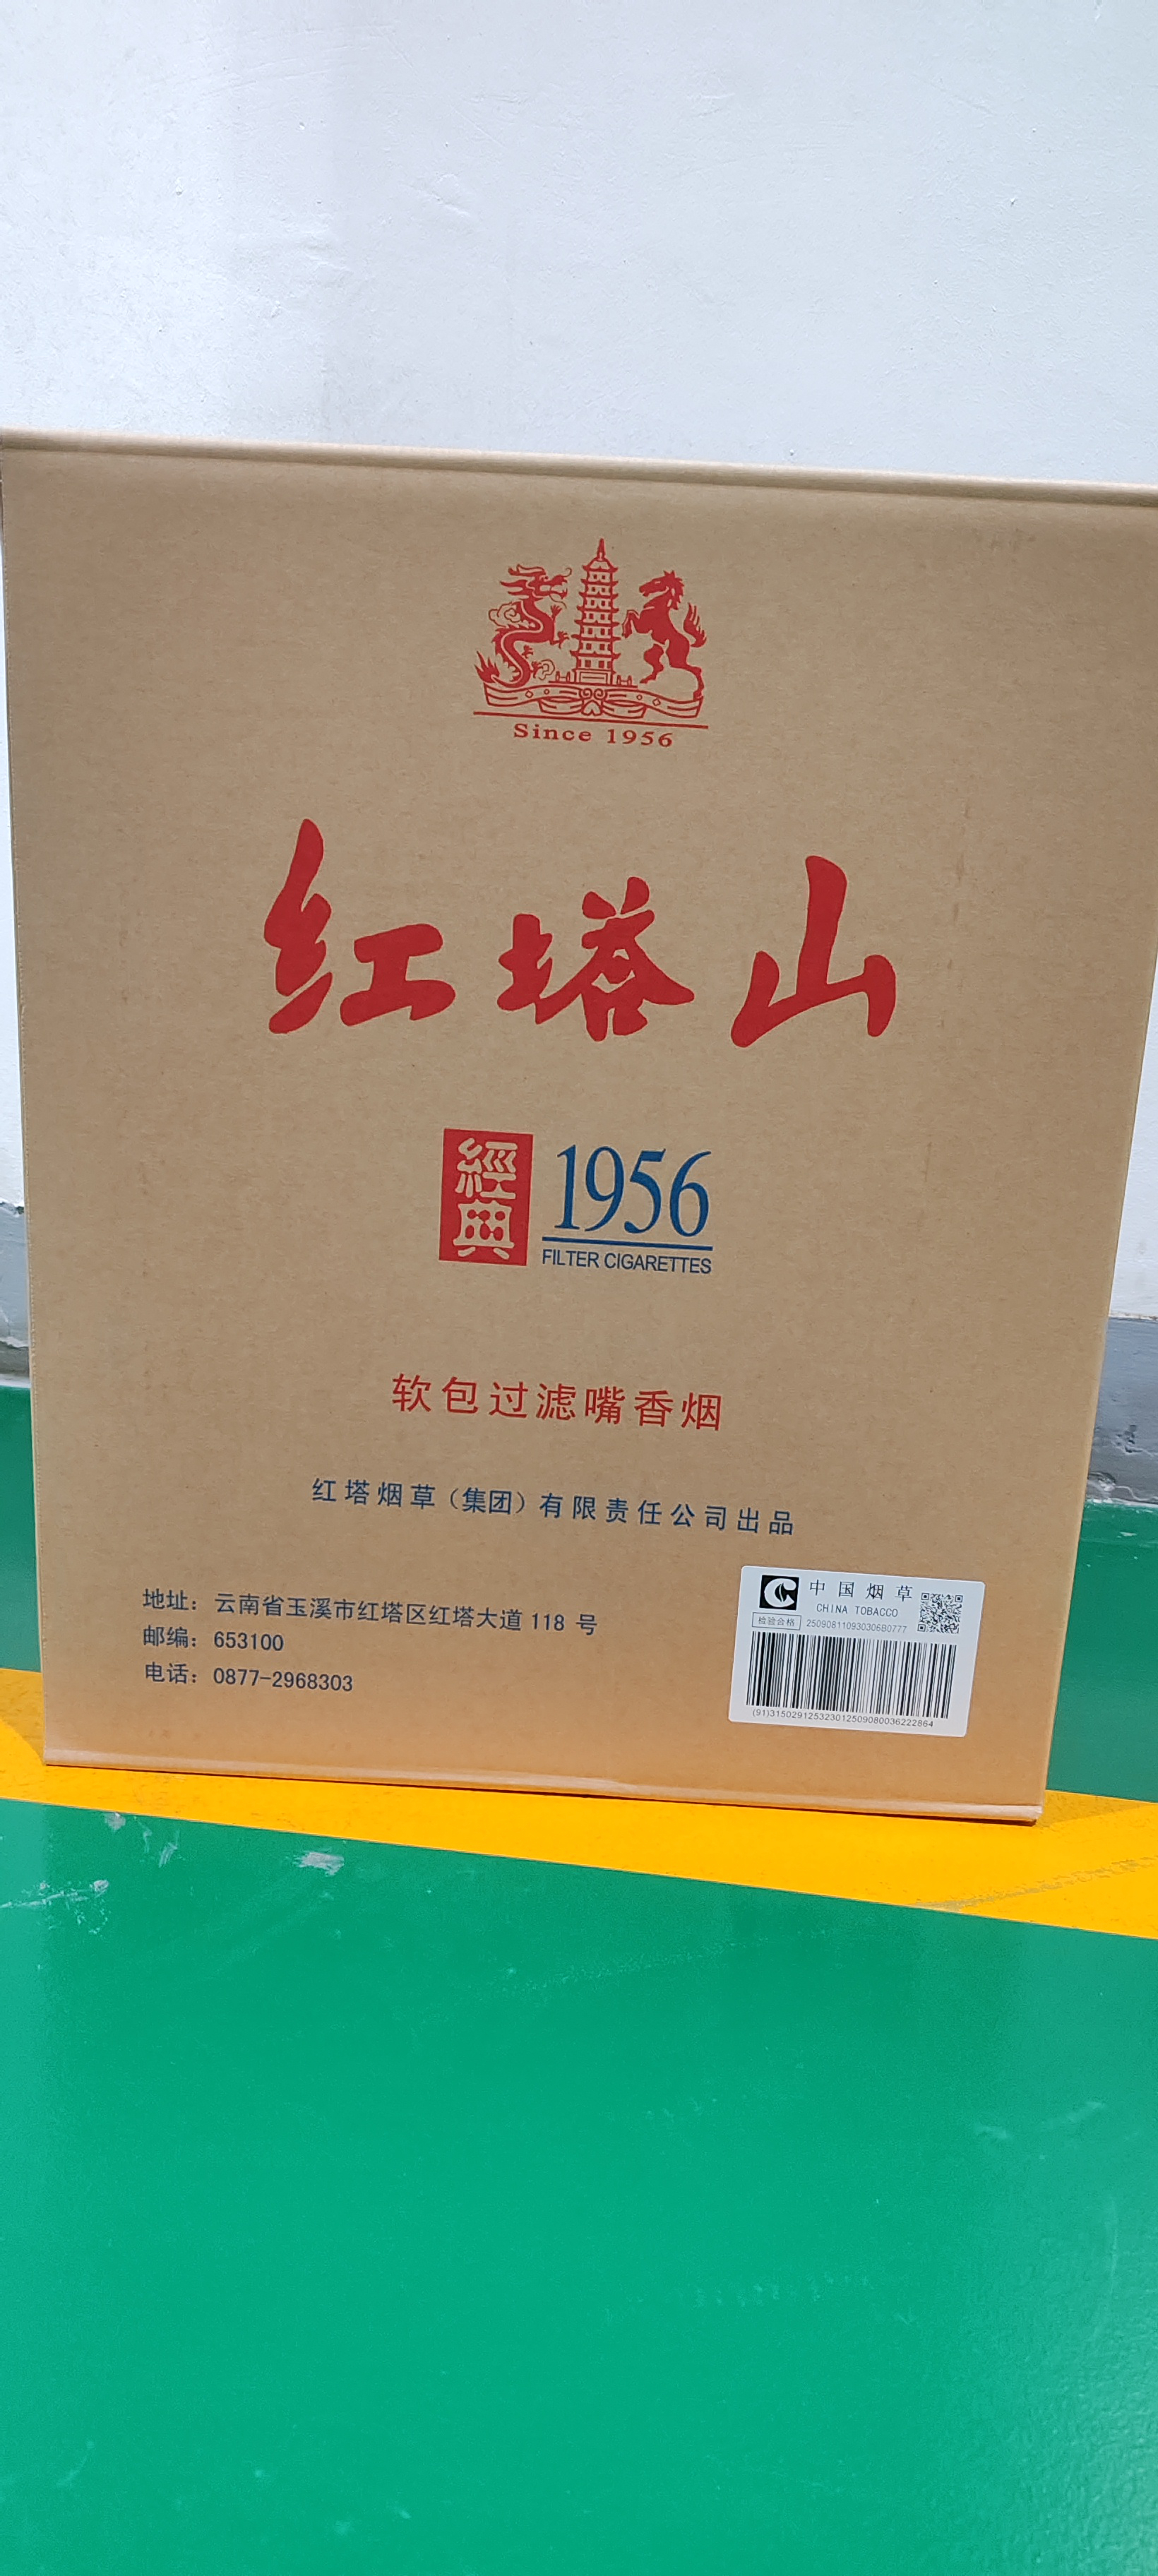 Since 1956
红塔山
經典
1956
FILTER CIGARETTES
软包过滤嘴香烟
红塔烟草（集团）有限责任公司出品
地址：云南省玉溪市红塔区红塔大道 118 号
邮编：653100
电话：0877-2968303
中国烟草
CHINA TOBACCO
检验合格 250908110930306B0777
(91)31502912532301250908003622864